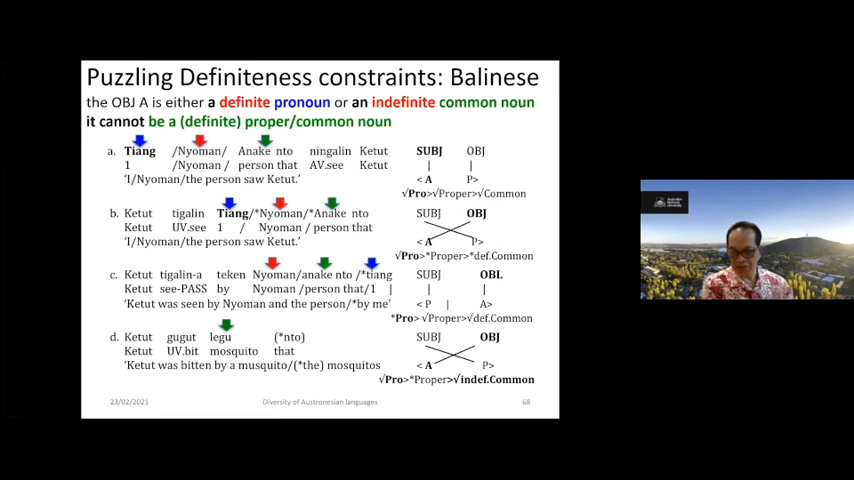 Puzzling Definiteness constraints: Balinese
the OBJ A is either a definite pronoun or an indefinite common noun
it cannot be a (definite) proper/common noun
a. Tiang /Nyoman/ Anake nto ningalin Ketut SUBJ OBJ
1 /Nyoman / person that AV.see Ketut | |
'I/Nyoman/the person saw Ketut.' < A P>
√Pro>√Proper>√Common
b. Ketut tigalin Tiang/*Nyoman/*Anake nto SUBJ OBJ
Ketut UV.see 1 / Nyoman / person that
'I/Nyoman/the person saw Ketut.' < A P>
√Pro>*Proper>*def.Common
c. Ketut tigalin-a teken Nyoman/anake nto /*tiang SUBJ OBL
Ketut see-PASS by Nyoman /person that/1 | | |
'Ketut was seen by Nyoman and the person/*by me' < P | A>
*Pro> √Proper>√def.Common
d. Ketut gugut legu (*nto) SUBJ OBJ
Ketut UV.bit mosquito that
'Ketut was bitten by a musquito/(*the) mosquitos < A P>
√Pro>*Proper>√indef.Common
23/02/2021 Diversity of Austronesian languages 68
Australian
National
University